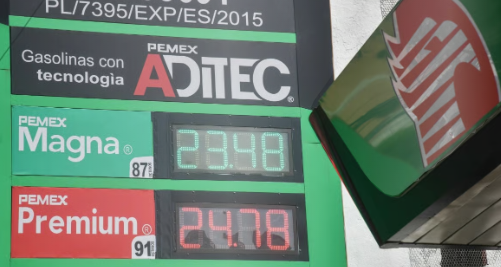 PL/7395/EXP/ES/2015
Gasolinas con
tecnología
PEMEX
ADITEC®
PEMEX
Magna®
87
23.48
PEMEX
Premium®
91
24.78